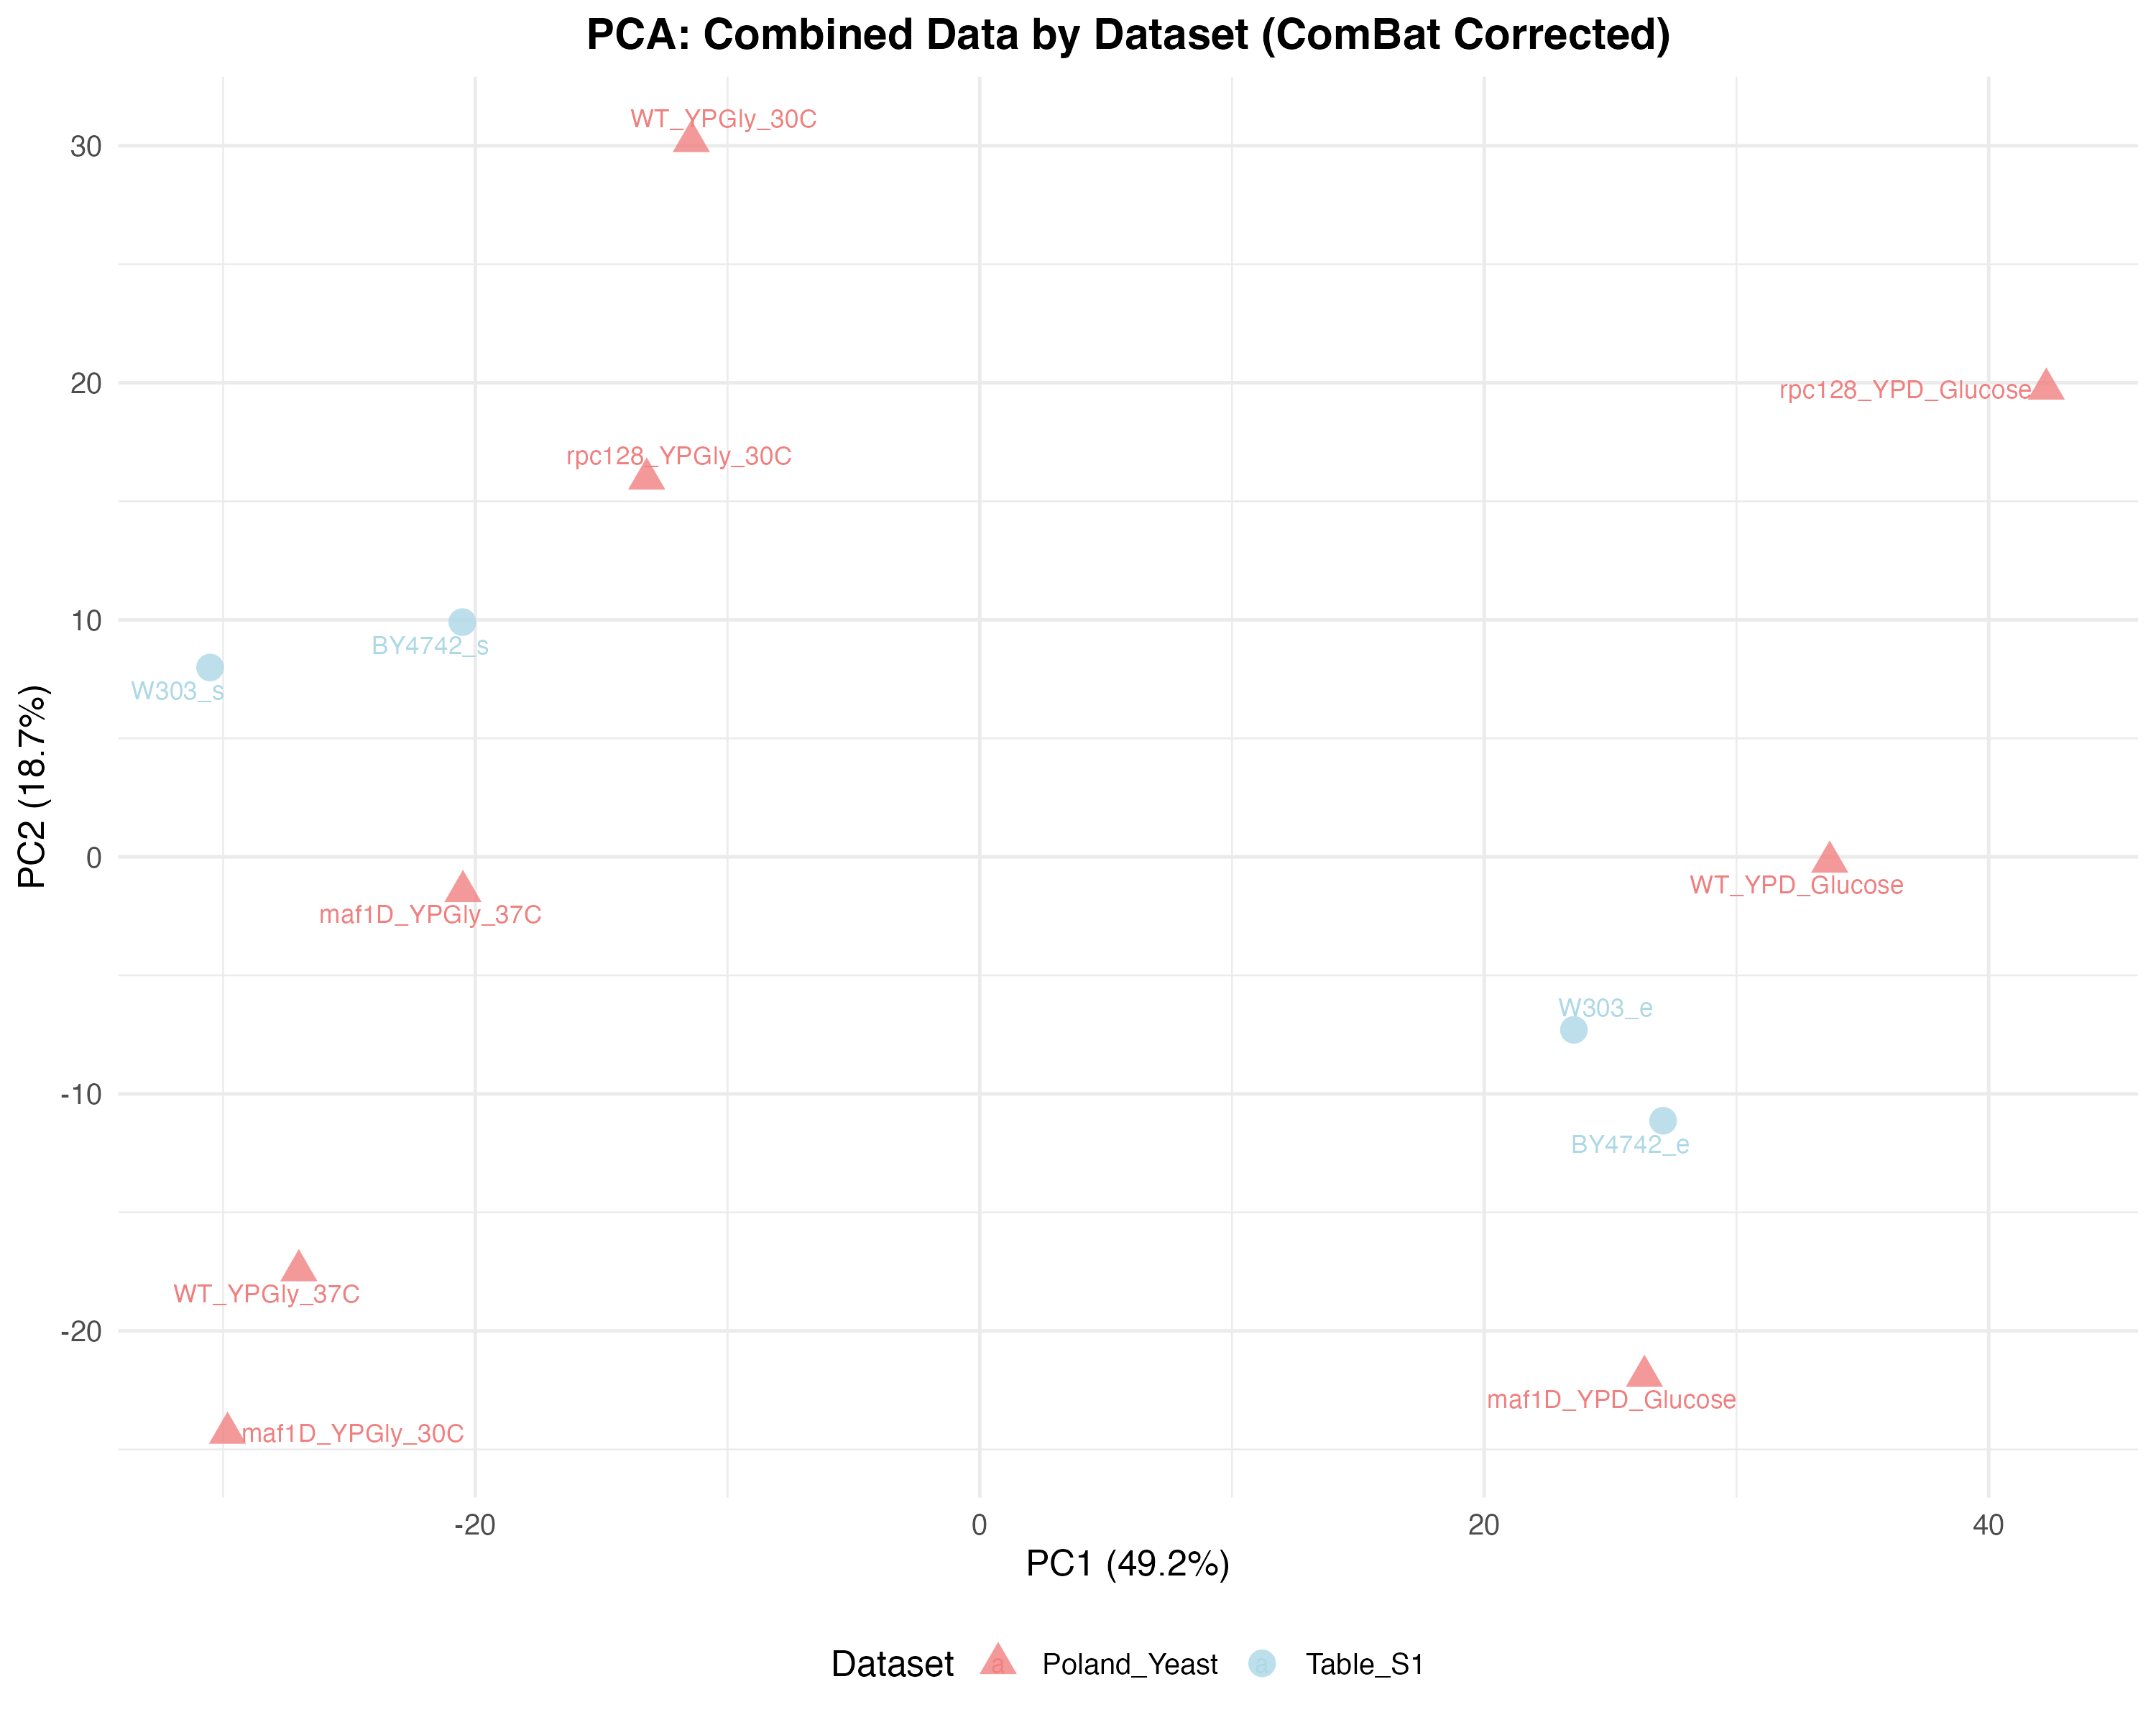 PCA: Combined Data by Dataset (ComBat Corrected)
WT_YPGly_30C
30
rpc128_YPD_Glucose
20
rpc128_YPGly_30C
10
BY4742_s
W303_s
PC2 (18.7%)
0
WT_YPD_Glucose
maf1D_YPGly_37C
W303_e
-10
BY4742_e
WT_YPGly_37C
-20
maf1D_YPD_Glucose
maf1D_YPGly_30C
-20 0 20 40
PC1 (49.2%)
Dataset a Poland_Yeast a Table_S1